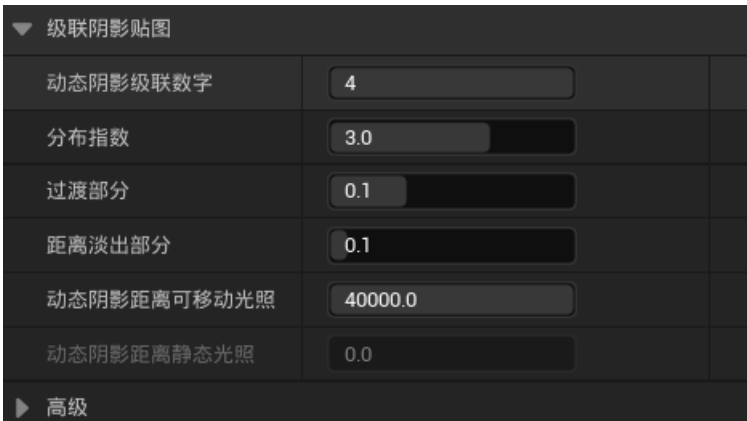 级联阴影贴图
动态阴影级联数字 4
分布指数 3.0
过渡部分 0.1
距离淡出部分 0.1
动态阴影距离可移动光照 40000.0
动态阴影距离静态光照 0.0
高级